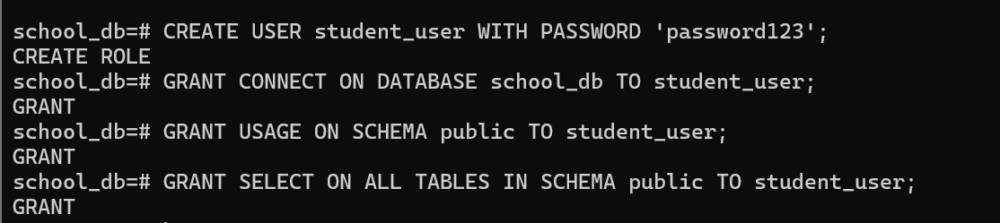 school_db=# CREATE USER student_user WITH PASSWORD 'password123';
CREATE ROLE
school_db=# GRANT CONNECT ON DATABASE school_db TO student_user;
GRANT
school_db=# GRANT USAGE ON SCHEMA public TO student_user;
GRANT
school_db=# GRANT SELECT ON ALL TABLES IN SCHEMA public TO student_user;
GRANT